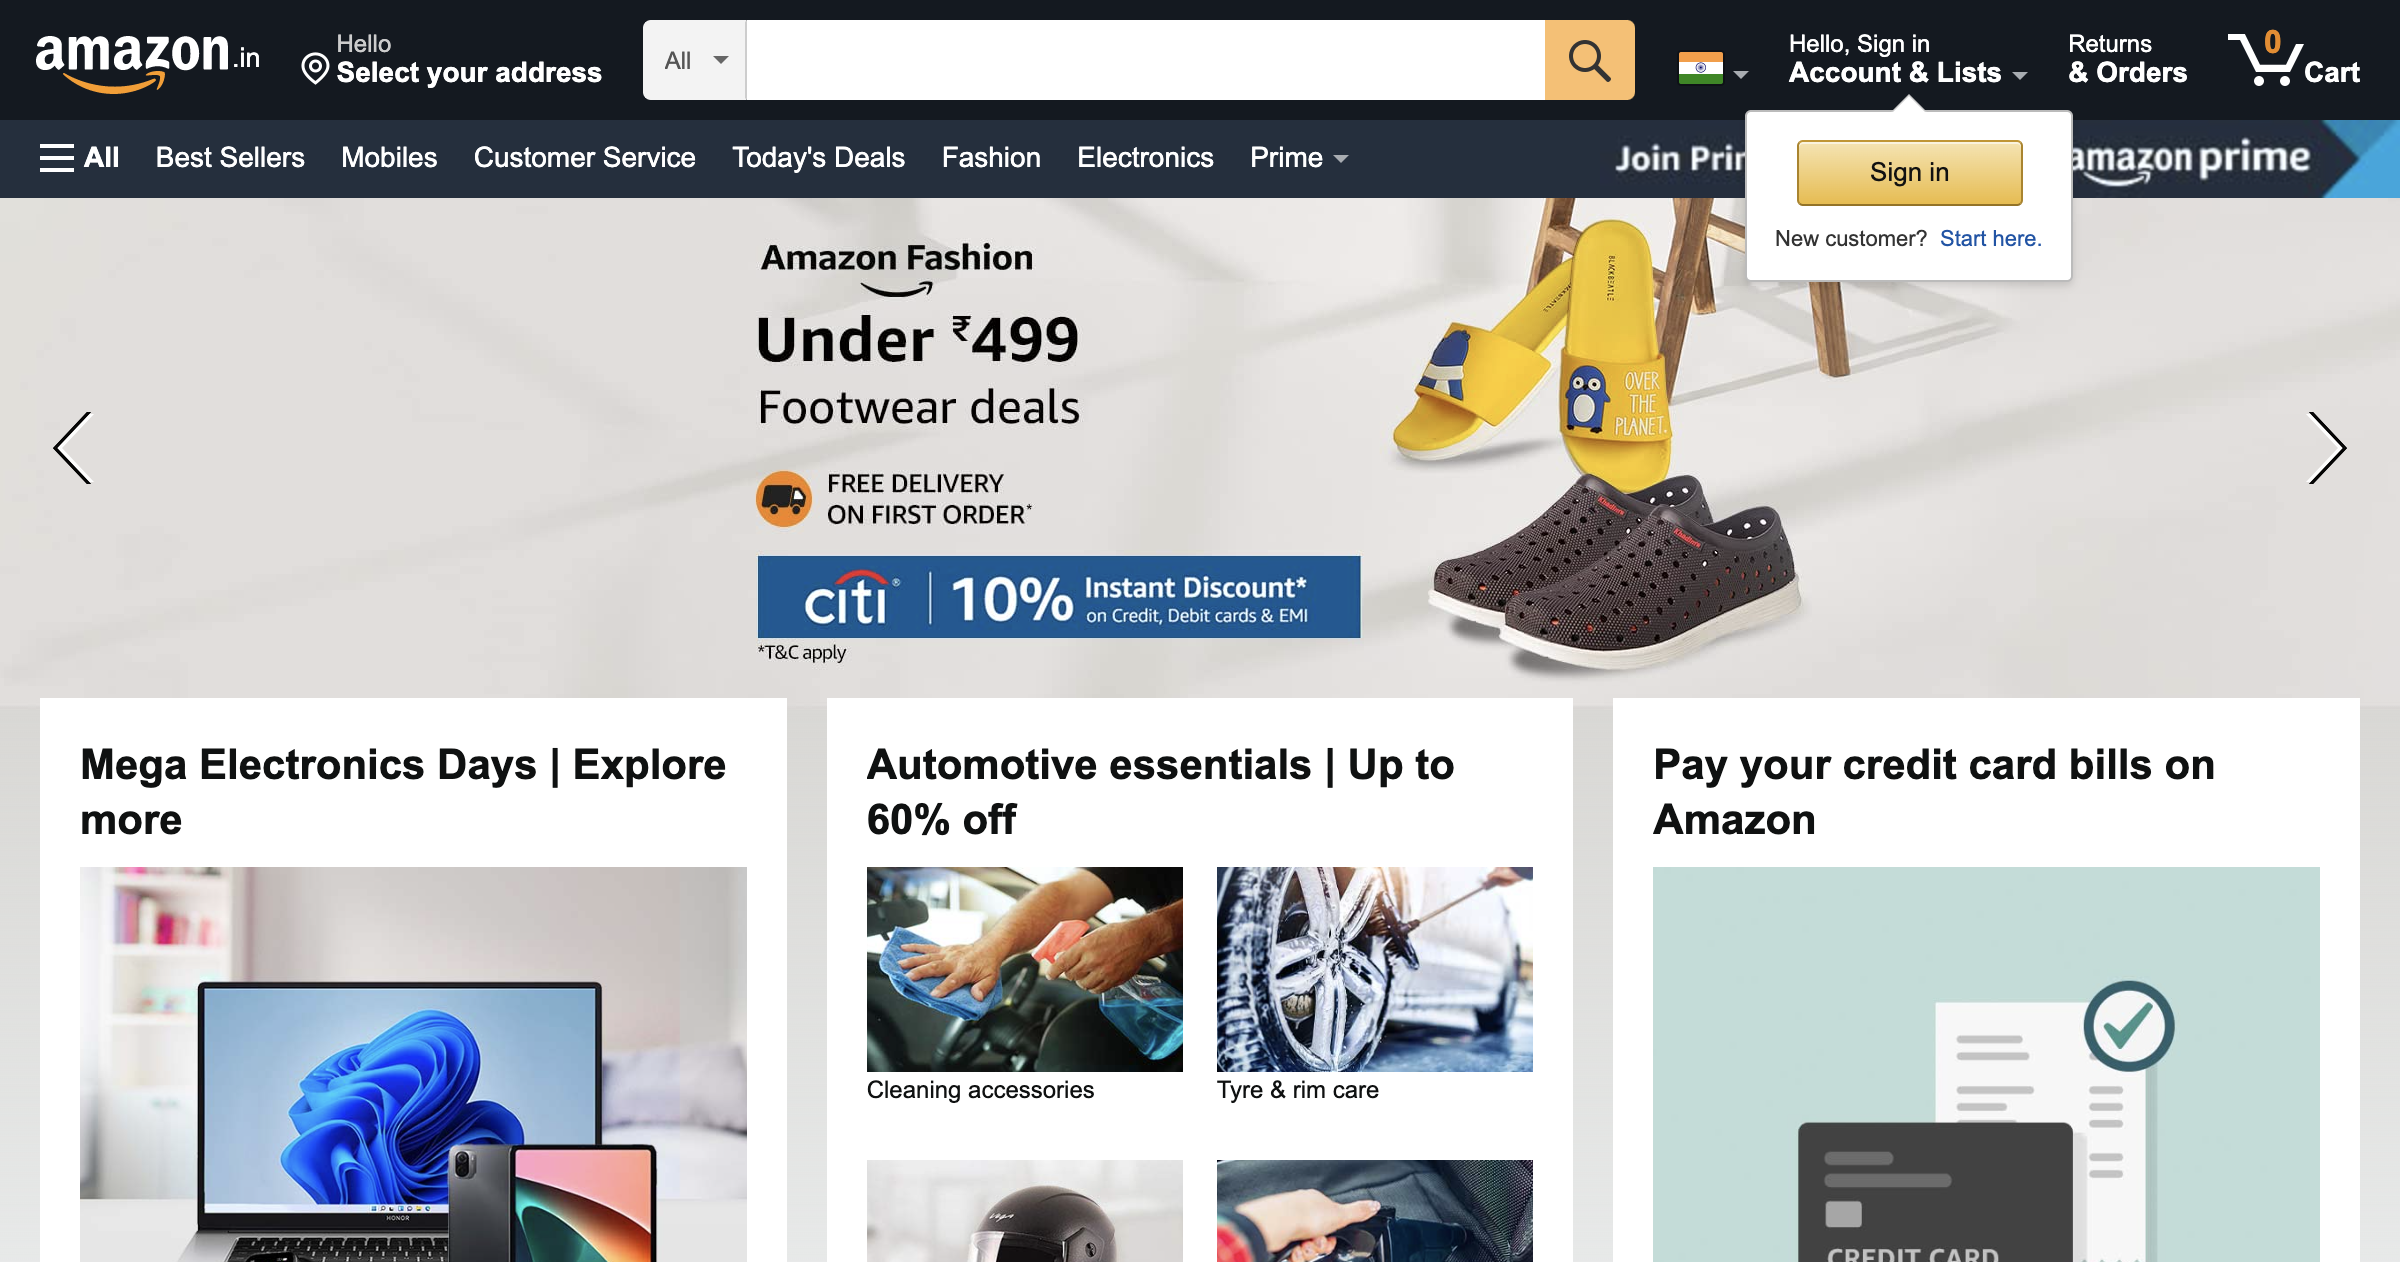 amazon.in
Hello
Select your address
All
Hello, Sign in
Account & Lists
Returns
& Orders
0
Cart
All
Best Sellers
Mobiles
Customer Service
Today's Deals
Fashion
Electronics
Prime
Join
amazon prime
Sign in
New customer? Start here.
Amazon Fashion
Under ₹499
Footwear deals
FREE DELIVERY
ON FIRST ORDER*
citi
10%
Instant Discount*
on Credit, Debit cards & EMI
*T&C apply
BLACKBEATLE
OVER
THE
PLANET.
Mega Electronics Days | Explore
more
Automotive essentials | Up to
60% off
Pay your credit card bills on
Amazon
Cleaning accessories
Tyre & rim care
HONOR
CREDIT CARD